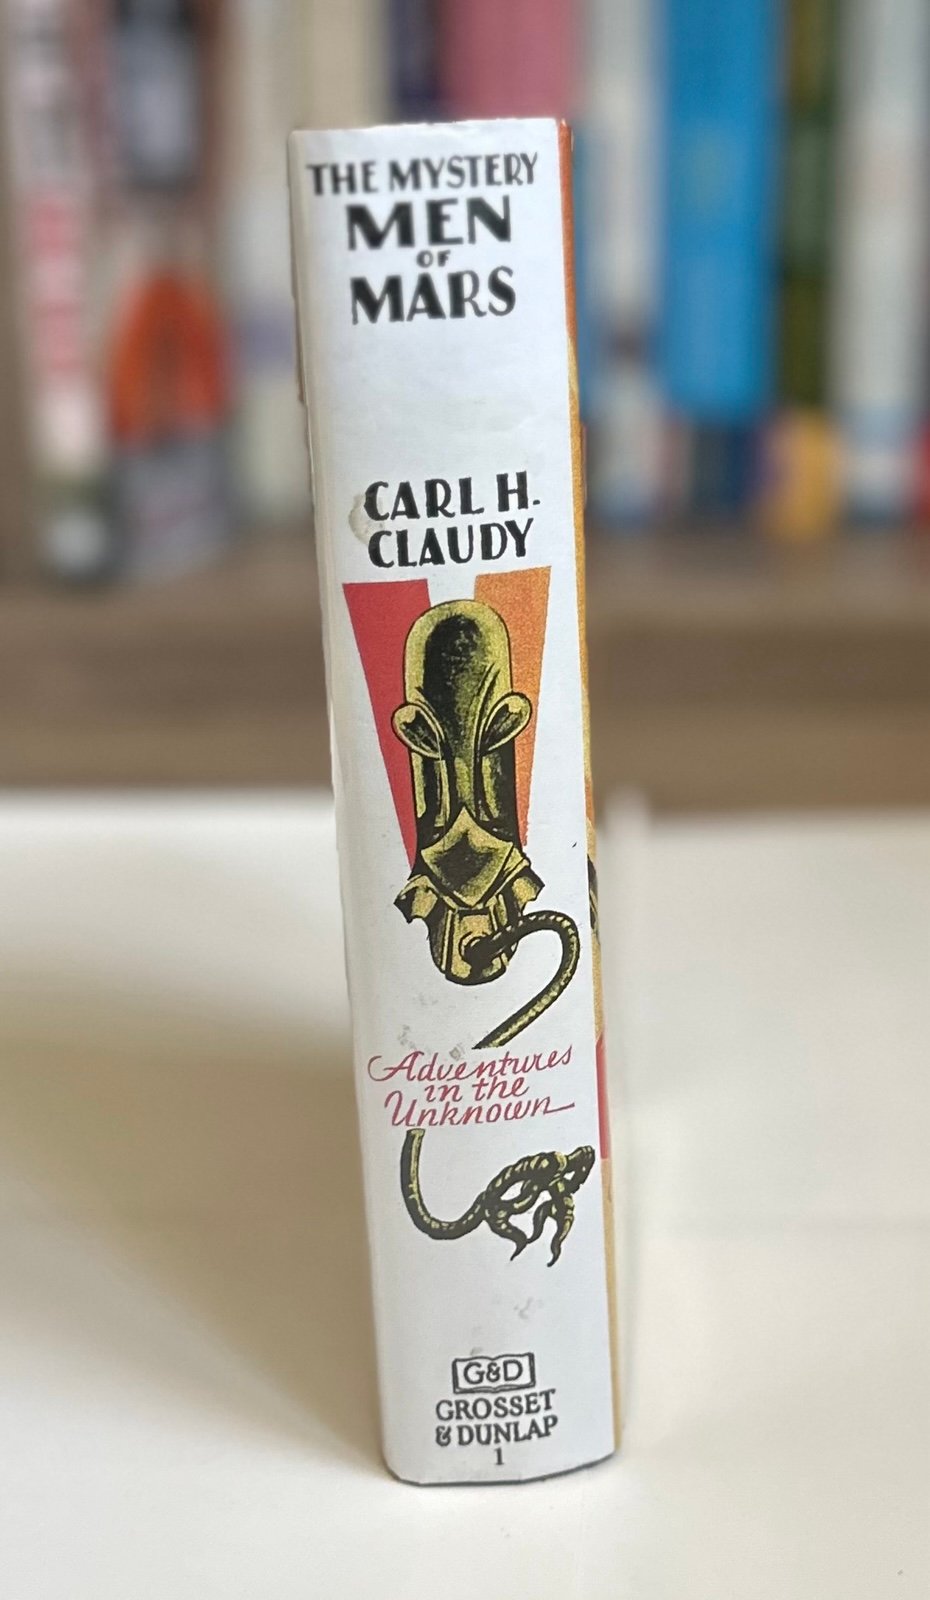 THE MYSTERY
MEN
OF
MARS
CARL H.
CLAUDY
Adventures
in the
Unknown
G&D
GROSSET
& DUNLAP
1